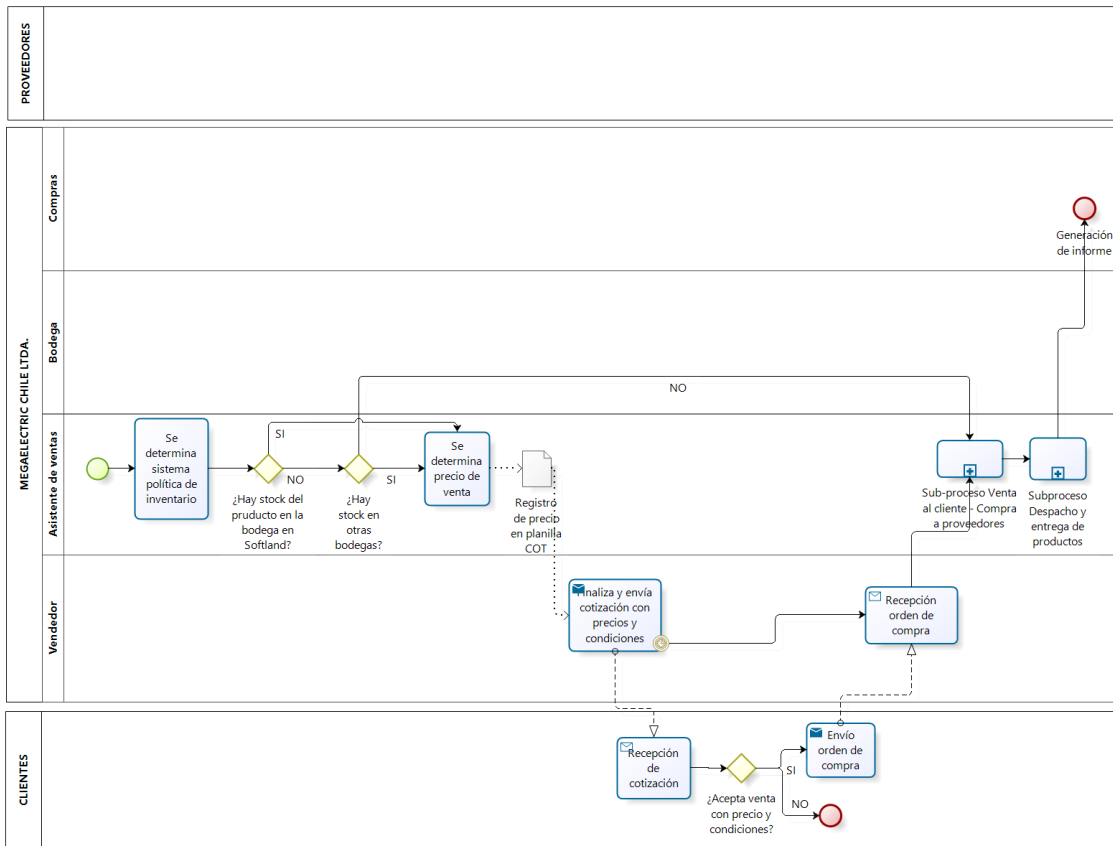 PROVEEDORES
MEGAELECTRIC CHILE LTDA.
Compras
Generación
de informe
Bodega
NO
Asistente de ventas
Se
determina
sistema
política de
inventario
SI
NO
¿Hay stock del
pruducto en la
bodega en
Softland?
SI
¿Hay
stock en
otras
bodegas?
Se
determina
precio de
venta
Registro
de precio
en planilla
COT
Sub-proceso Venta
al cliente - Compra
a proveedores
Subproceso
Despacho y
entrega de
productos
Vendedor
Finaliza y envía
cotización con
precios y
condiciones
Recepción
orden de
compra
CLIENTES
Recepción
de
cotización
¿Acepta venta
con precio y
condiciones?
SI
NO
Envío
orden de
compra